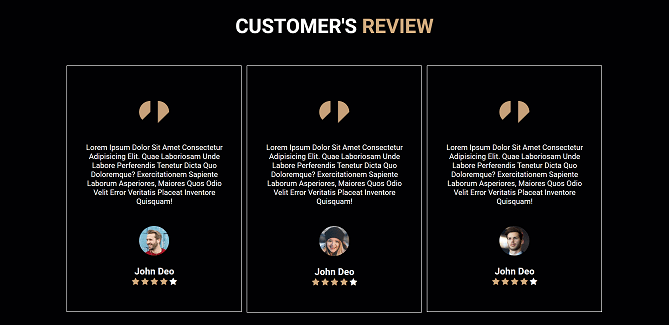 CUSTOMER'S REVIEW
Lorem Ipsum Dolor Sit Amet Consectetur
Adipisicing Elit. Quae Laboriosam Unde
Labore Perferendis Tenetur Dicta Quo
Doloremque? Exercitationem Sapiente
Laborum Asperiores, Maiores Quos Odio
Velit Error Veritatis Placeat Inventore
Quisquam!
John Deo
Lorem Ipsum Dolor Sit Amet Consectetur
Adipisicing Elit. Quae Laboriosam Unde
Labore Perferendis Tenetur Dicta Quo
Doloremque? Exercitationem Sapiente
Laborum Asperiores, Maiores Quos Odio
Velit Error Veritatis Placeat Inventore
Quisquam!
John Deo
Lorem Ipsum Dolor Sit Amet Consectetur
Adipisicing Elit. Quae Laboriosam Unde
Labore Perferendis Tenetur Dicta Quo
Doloremque? Exercitationem Sapiente
Laborum Asperiores, Maiores Quos Odio
Velit Error Veritatis Placeat Inventore
Quisquam!
John Deo